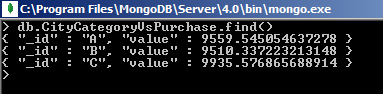 C:\Program Files\MongoDB\Server\4.0\bin\mongo.exe
> db.CityCategoryVsPurchase.find()
{ "_id" : "A", "value" : 9559.545054637278 }
{ "_id" : "B", "value" : 9510.337223213148 }
{ "_id" : "C", "value" : 9935.576865688914 }
>